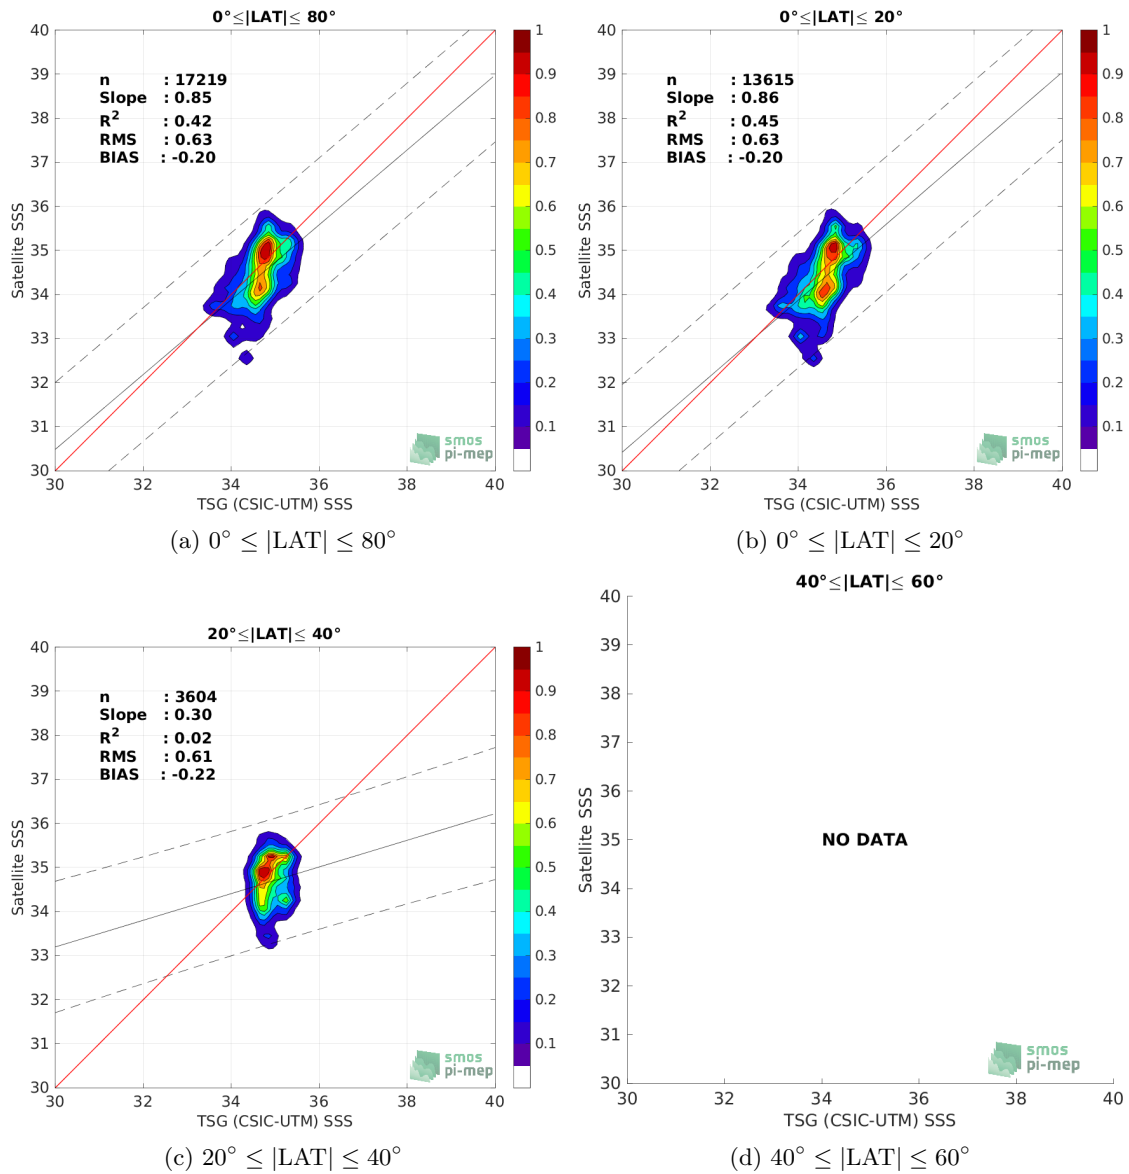 0°≤|LAT|≤ 80°
n : 17219
Slope : 0.85
R² : 0.42
RMS : 0.63
BIAS : -0.20
40
39
38
37
36
35
34
33
32
31
30
30 32 34 36 38 40
Satellite SSS
TSG (CSIC-UTM) SSS
1
0.9
0.8
0.7
0.6
0.5
0.4
0.3
0.2
0.1
smos
pi-mep
(a) 0° ≤ |LAT| ≤ 80°
0°≤|LAT|≤ 20°
n : 13615
Slope : 0.86
R² : 0.45
RMS : 0.63
BIAS : -0.20
40
39
38
37
36
35
34
33
32
31
30
30 32 34 36 38 40
Satellite SSS
TSG (CSIC-UTM) SSS
1
0.9
0.8
0.7
0.6
0.5
0.4
0.3
0.2
0.1
smos
pi-mep
(b) 0° ≤ |LAT| ≤ 20°
20°≤|LAT|≤ 40°
n : 3604
Slope : 0.30
R² : 0.02
RMS : 0.61
BIAS : -0.22
40
39
38
37
36
35
34
33
32
31
30
30 32 34 36 38 40
Satellite SSS
TSG (CSIC-UTM) SSS
1
0.9
0.8
0.7
0.6
0.5
0.4
0.3
0.2
0.1
smos
pi-mep
(c) 20° ≤ |LAT| ≤ 40°
40°≤|LAT|≤ 60°
40
39
38
37
36
35
34
33
32
31
30
30 32 34 36 38 40
Satellite SSS
NO DATA
TSG (CSIC-UTM) SSS
smos
pi-mep
(d) 40° ≤ |LAT| ≤ 60°